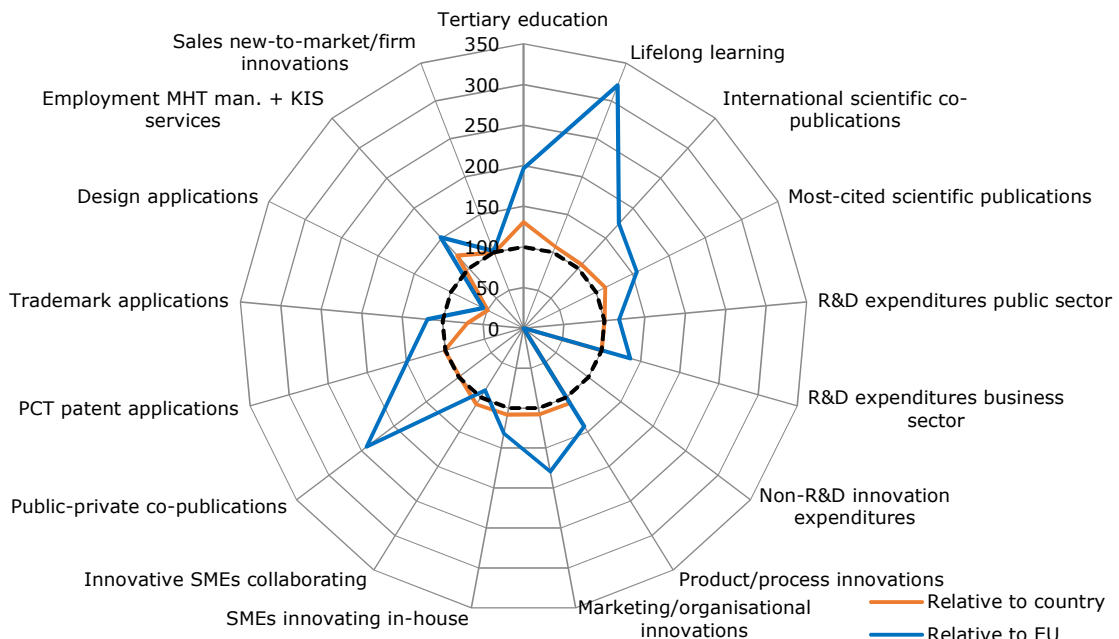 Tertiary education
Lifelong learning
International scientific co-
publications
Most-cited scientific publications
R&D expenditures public sector
R&D expenditures business
sector
Non-R&D innovation
expenditures
Product/process innovations
Marketing/organisational
innovations
SMEs innovating in-house
Innovative SMEs collaborating
Public-private co-publications
PCT patent applications
Trademark applications
Design applications
Employment MHT man. + KIS
services
Sales new-to-market/firm
innovations
350
300
250
200
150
100
50
0
Relative to country
Relative to EU